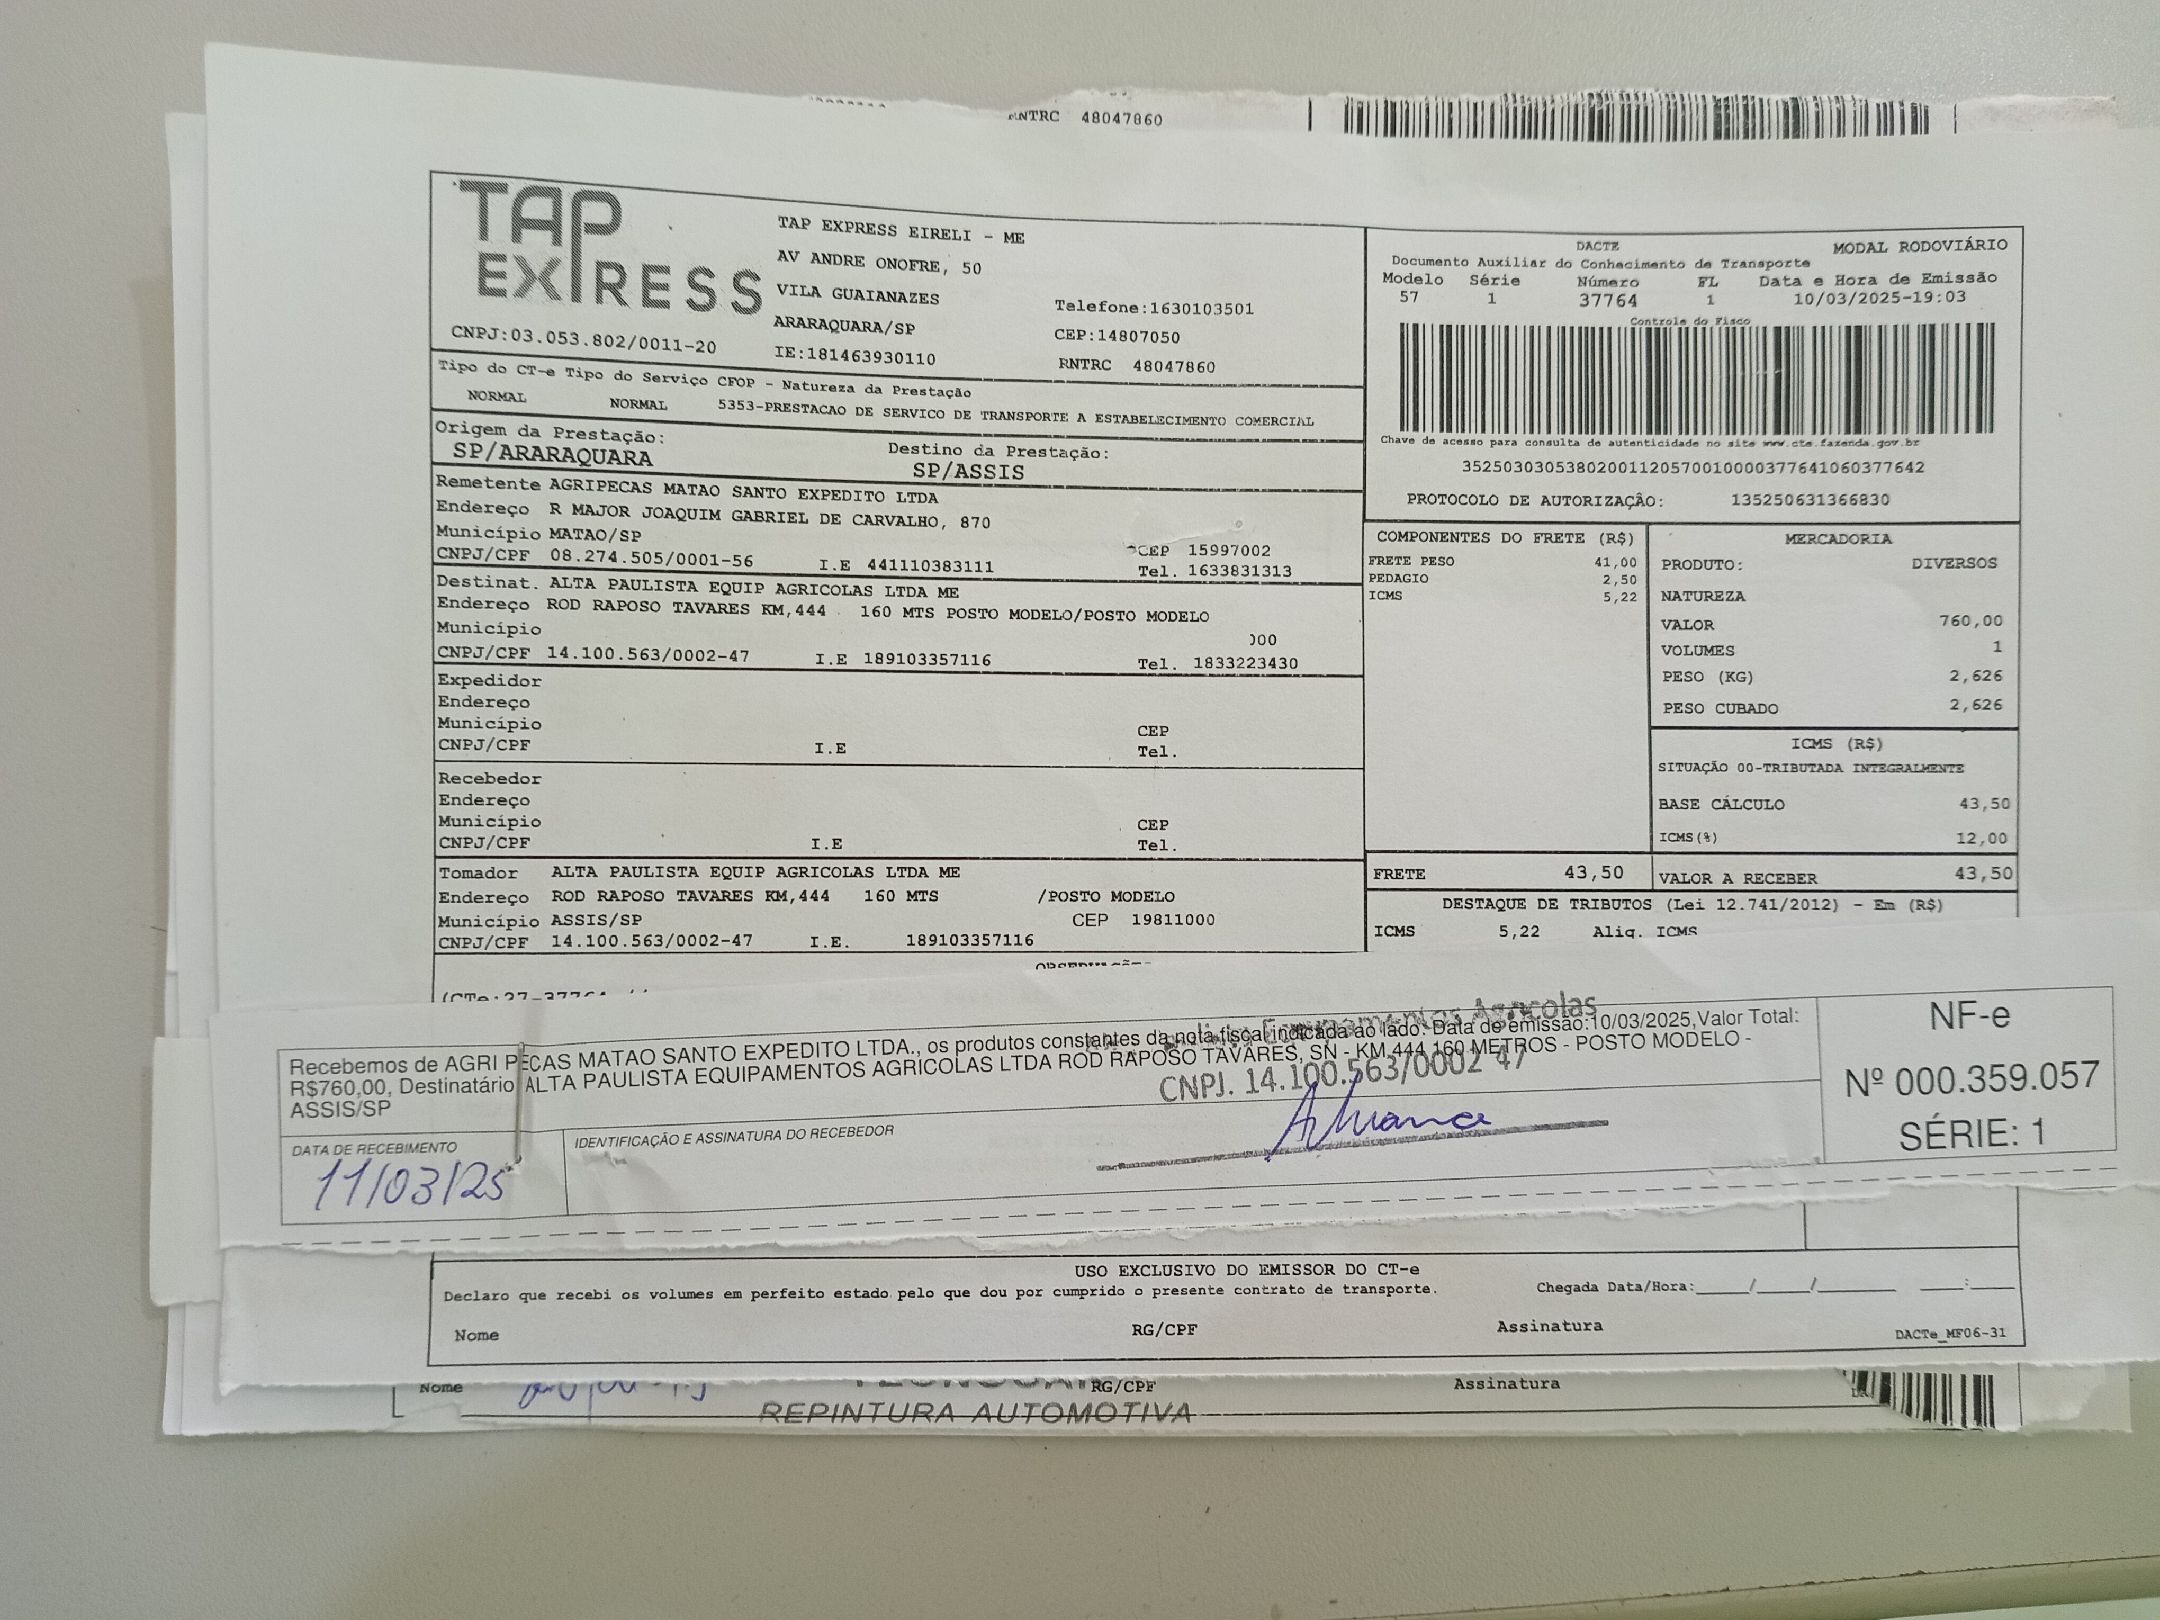 RNTRC 48047860
TAP EXPRESS
TAP EXPRESS EIRELI - ME
AV ANDRE ONOFRE, 50
VILA GUAIANAZES Telefone:1630103501
ARARAQUARA/SP CEP:14807050
CNPJ:03.053.802/0011-20 IE:181463930110 RNTRC 48047860
DACTE MODAL RODOVIÁRIO
Documento Auxiliar do Conhecimento de Transporte
Modelo Série Número FL Data e Hora de Emissão
57 1 37764 1 10/03/2025-19:03
Controle do Fisco
Chave de acesso para consulta de autenticidade no site www.cte.fazenda.gov.br
35250303053802001120570010000377641060377642
PROTOCOLO DE AUTORIZAÇÃO: 135250631366830
Tipo do CT-e Tipo do Serviço CFOP - Natureza da Prestação
NORMAL NORMAL 5353-PRESTACAO DE SERVICO DE TRANSPORTE A ESTABELECIMENTO COMERCIAL
Origem da Prestação: Destino da Prestação:
SP/ARARAQUARA SP/ASSIS
Remetente AGRIPECAS MATAO SANTO EXPEDITO LTDA
Endereço R MAJOR JOAQUIM GABRIEL DE CARVALHO, 870
Município MATAO/SP CEP 15997002
CNPJ/CPF 08.274.505/0001-56 I.E 441110383111 Tel. 1633831313
Destinat. ALTA PAULISTA EQUIP AGRICOLAS LTDA ME
Endereço ROD RAPOSO TAVARES KM,444 160 MTS POSTO MODELO/POSTO MODELO
Município 000
CNPJ/CPF 14.100.563/0002-47 I.E 189103357116 Tel. 1833223430
Expedidor
Endereço
Município CEP
CNPJ/CPF I.E Tel.
Recebedor
Endereço
Município CEP
CNPJ/CPF I.E Tel.
Tomador ALTA PAULISTA EQUIP AGRICOLAS LTDA ME
Endereço ROD RAPOSO TAVARES KM,444 160 MTS /POSTO MODELO
Município ASSIS/SP CEP 19811000
CNPJ/CPF 14.100.563/0002-47 I.E. 189103357116
COMPONENTES DO FRETE (R$)
FRETE PESO 41,00
PEDAGIO 2,50
ICMS 5,22
MERCADORIA
PRODUTO: DIVERSOS
NATUREZA
VALOR 760,00
VOLUMES 1
PESO (KG) 2,626
PESO CUBADO 2,626
ICMS (R$)
SITUAÇÃO 00-TRIBUTADA INTEGRALMENTE
BASE CÁLCULO 43,50
ICMS(%) 12,00
FRETE 43,50 VALOR A RECEBER 43,50
DESTAQUE DE TRIBUTOS (Lei 12.741/2012) - Em (R$)
ICMS 5,22 Aliq. ICMS
Recebemos de AGRI PECAS MATAO SANTO EXPEDITO LTDA., os produtos constantes da nota fiscal indicada ao lado. Data de emissão:10/03/2025,Valor Total:
R$760,00, Destinatário ALTA PAULISTA EQUIPAMENTOS AGRICOLAS LTDA ROD RAPOSO TAVARES, SN - KM 444 160 METROS - POSTO MODELO -
ASSIS/SP
Equipamentos Agrícolas
CNPJ. 14.100.563/0002 47
DATA DE RECEBIMENTO IDENTIFICAÇÃO E ASSINATURA DO RECEBEDOR
11/03/25
NF-e
Nº 000.359.057
SÉRIE: 1
USO EXCLUSIVO DO EMISSOR DO CT-e
Declaro que recebi os volumes em perfeito estado pelo que dou por cumprido o presente contrato de transporte. Chegada Data/Hora:____/____/______ ____:____
Nome RG/CPF Assinatura DACTe_MF06-31
Nome RG/CPF Assinatura
REPINTURA AUTOMOTIVA